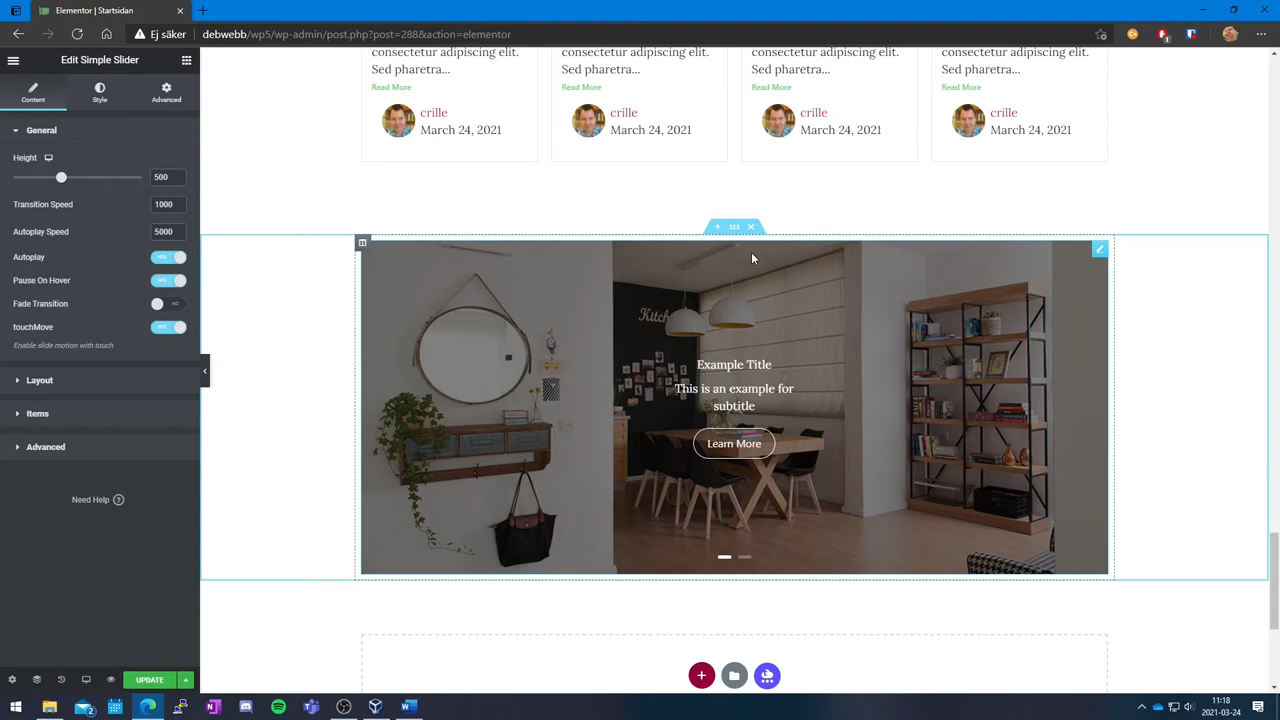 Elementor | Startsidan
Ej säker
debwebb/wp5/wp-admin/post.php?post=288&action=elementor
1
Edit Simple Slider
Content
Style
Advanced
General
Height
500
Transition Speed
1000
Autoplay Speed
5000
Autoplay
YES
Pause On Hover
YES
Fade Transition
NO
touchMove
YES
Enable slide motion with touch
Layout
Items
Advanced
Need Help
UPDATE
consectetur adipiscing elit.
Sed pharetra...
Read More
crille
March 24, 2021
consectetur adipiscing elit.
Sed pharetra...
Read More
crille
March 24, 2021
consectetur adipiscing elit.
Sed pharetra...
Read More
crille
March 24, 2021
consectetur adipiscing elit.
Sed pharetra...
Read More
crille
March 24, 2021
Example Title
This is an example for
subtitle
Learn More
11:18
2021-03-24